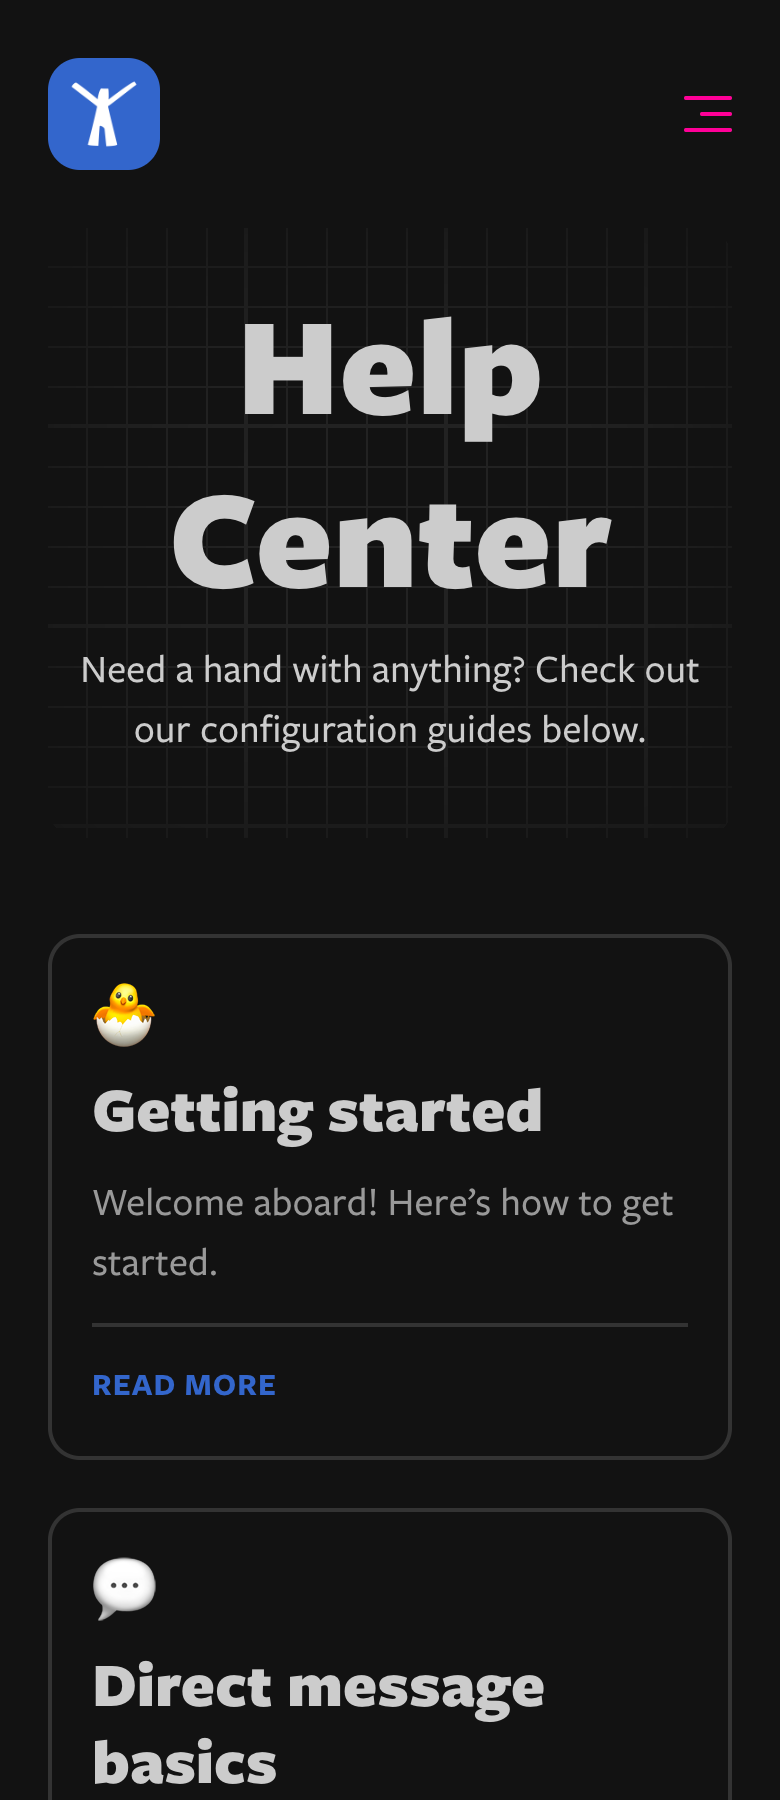 Help
Center
Need a hand with anything? Check out
our configuration guides below.
Getting started
Welcome aboard! Here’s how to get
started.
READ MORE
Direct message
basics